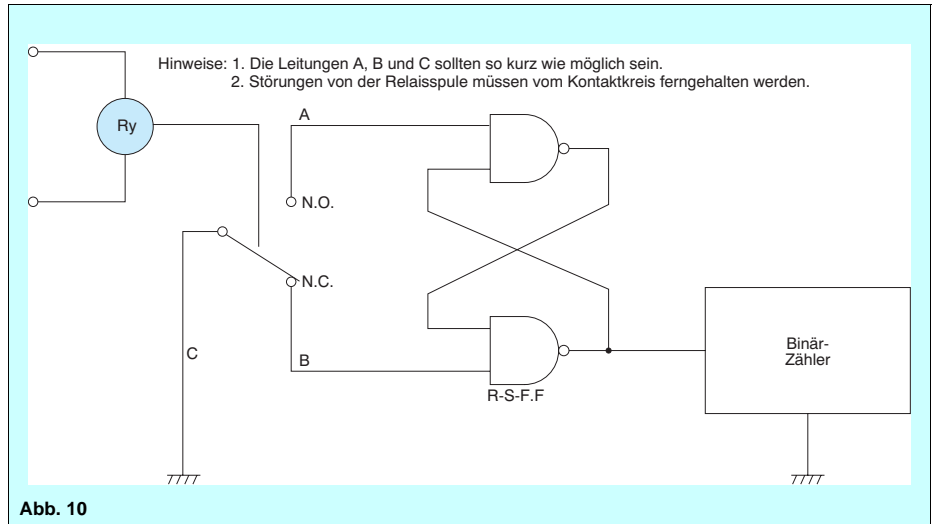 Hinweise: 1. Die Leitungen A, B und C sollten so kurz wie möglich sein.
2. Störungen von der Relaisspule müssen vom Kontaktkreis ferngehalten werden.
A
Ry
N.O.
N.C.
C
B
Binär-
Zähler
R-S-F.F
Abb. 10